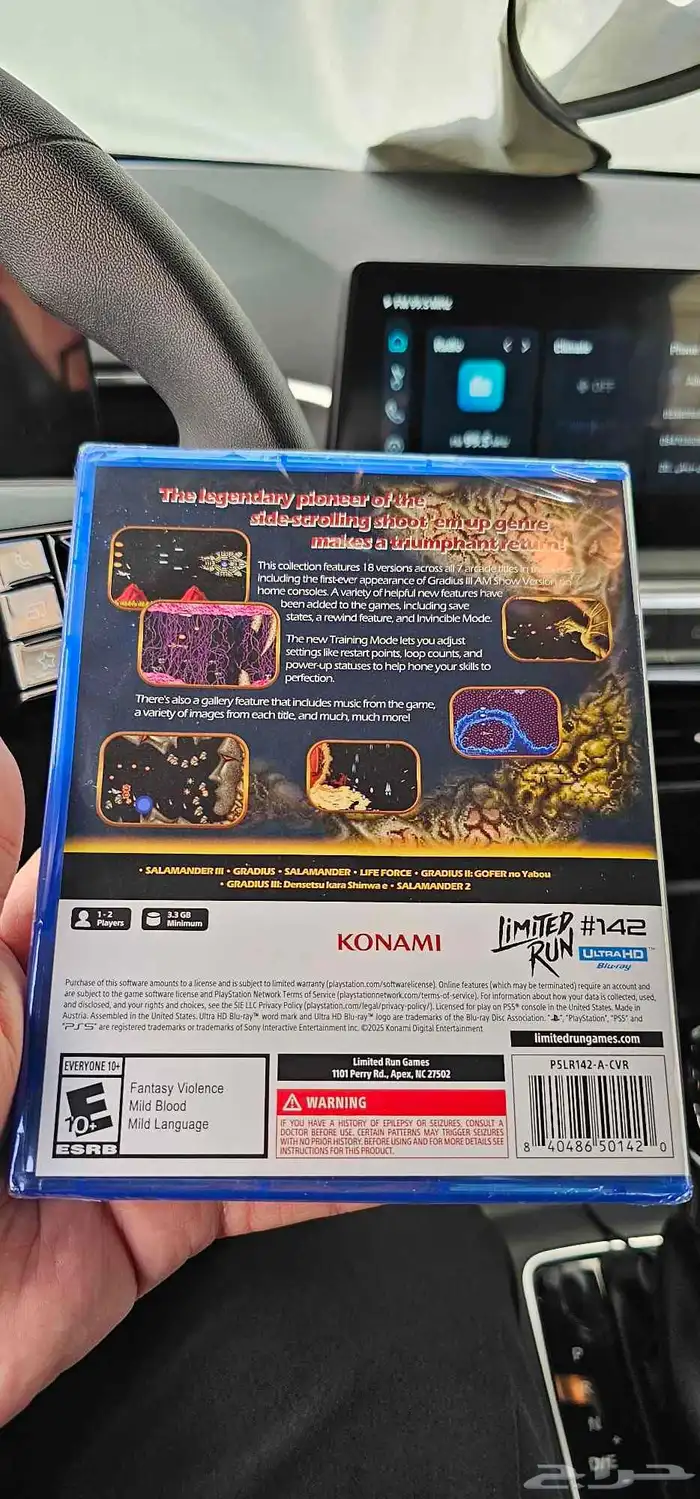 Radio
Climate
Phone
OFF
The legendary pioneer of the
side-scrolling shoot 'em up genre
makes a triumphant return!
This collection features 18 versions across all 7 arcade titles in
including the first-ever appearance of Gradius III AM Show Version
home consoles. A variety of helpful new features have
been added to the games, including save
states, a rewind feature, and Invincible Mode.
The new Training Mode lets you adjust
settings like restart points, loop counts, and
power-up statuses to help hone your skills to
perfection.
There's also a gallery feature that includes music from the game,
a variety of images from each title, and much, much more!
• SALAMANDER III • GRADIUS • SALAMANDER • LIFE FORCE • GRADIUS II: GOFER no Yabou
• GRADIUS III: Densetsu kara Shinwa e • SALAMANDER 2
1 - 2
Players
3.3 GB
Minimum
KONAMI
LIMITED
RUN
#142
ULTRA HD
Blu-ray™
Purchase of this software amounts to a license and is subject to limited warranty (playstation.com/softwarelicense). Online features (which may be terminated) require an account and
are subject to the game software license and PlayStation Network Terms of Service (playstationnetwork.com/terms-of-service). For information about how your data is collected, used,
and disclosed, and your rights and choices, see the SIE LLC Privacy Policy (playstation.com/legal/privacy-policy/). Licensed for play on PS5® console in the United States. Made in
Austria. Assembled in the United States. Ultra HD Blu-ray™ word mark and Ultra HD Blu-ray™ logo are trademarks of the Blu-ray Disc Association. "PlayStation", "PS5" and
"PS5" are registered trademarks or trademarks of Sony Interactive Entertainment Inc. ©2025 Konami Digital Entertainment
limitedrungames.com
EVERYONE 10+
E
10+
ESRB
Fantasy Violence
Mild Blood
Mild Language
Limited Run Games
1101 Perry Rd., Apex, NC 27502
WARNING
IF YOU HAVE A HISTORY OF EPILEPSY OR SEIZURES, CONSULT A
DOCTOR BEFORE USE. CERTAIN PATTERNS MAY TRIGGER SEIZURES
WITH NO PRIOR HISTORY. BEFORE USING AND FOR MORE DETAILS SEE
INSTRUCTIONS FOR THIS PRODUCT.
P5LR142-A-CVR
8 40486 50142 0
P
R
N
حراج